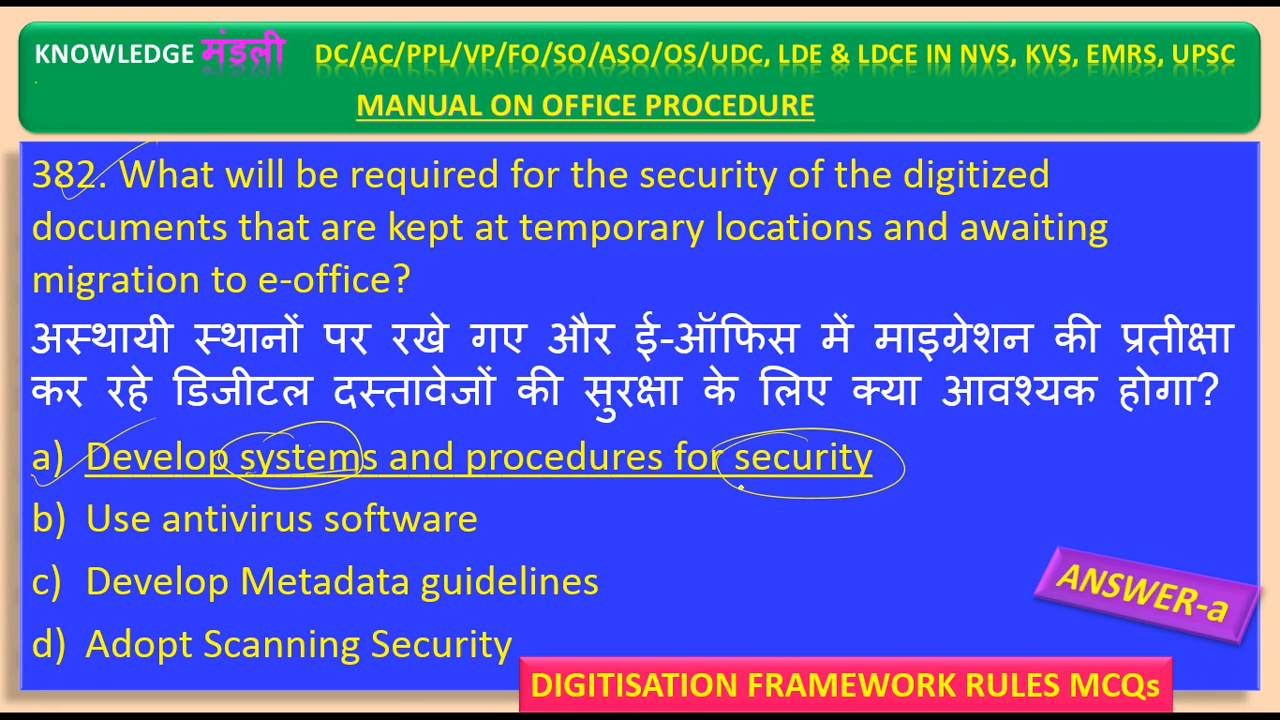 KNOWLEDGE मंडली DC/AC/PPL/VP/FO/SO/ASO/OS/UDC, LDE & LDCE IN NVS, KVS, EMRS, UPSC
MANUAL ON OFFICE PROCEDURE
382. What will be required for the security of the digitized
documents that are kept at temporary locations and awaiting
migration to e-office?
अस्थायी स्थानों पर रखे गए और ई-ऑफिस में माइग्रेशन की प्रतीक्षा
कर रहे डिजीटल दस्तावेजों की सुरक्षा के लिए क्या आवश्यक होगा?
a) Develop systems and procedures for security
b) Use antivirus software
c) Develop Metadata guidelines
d) Adopt Scanning Security
ANSWER-a
DIGITISATION FRAMEWORK RULES MCQs